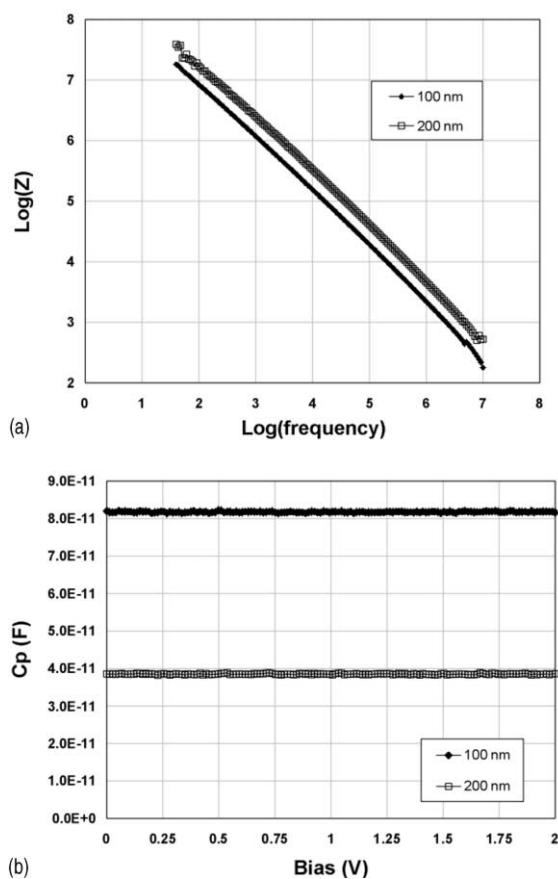 8
7
6
5
4
3
2
Log(Z)
100 nm
200 nm
0 1 2 3 4 5 6 7 8
(a) Log(frequency)
9.0E-11
8.0E-11
7.0E-11
6.0E-11
5.0E-11
4.0E-11
3.0E-11
2.0E-11
1.0E-11
0.0E+0
Cp (F)
100 nm
200 nm
0 0.25 0.5 0.75 1 1.25 1.5 1.75 2
(b) Bias (V)